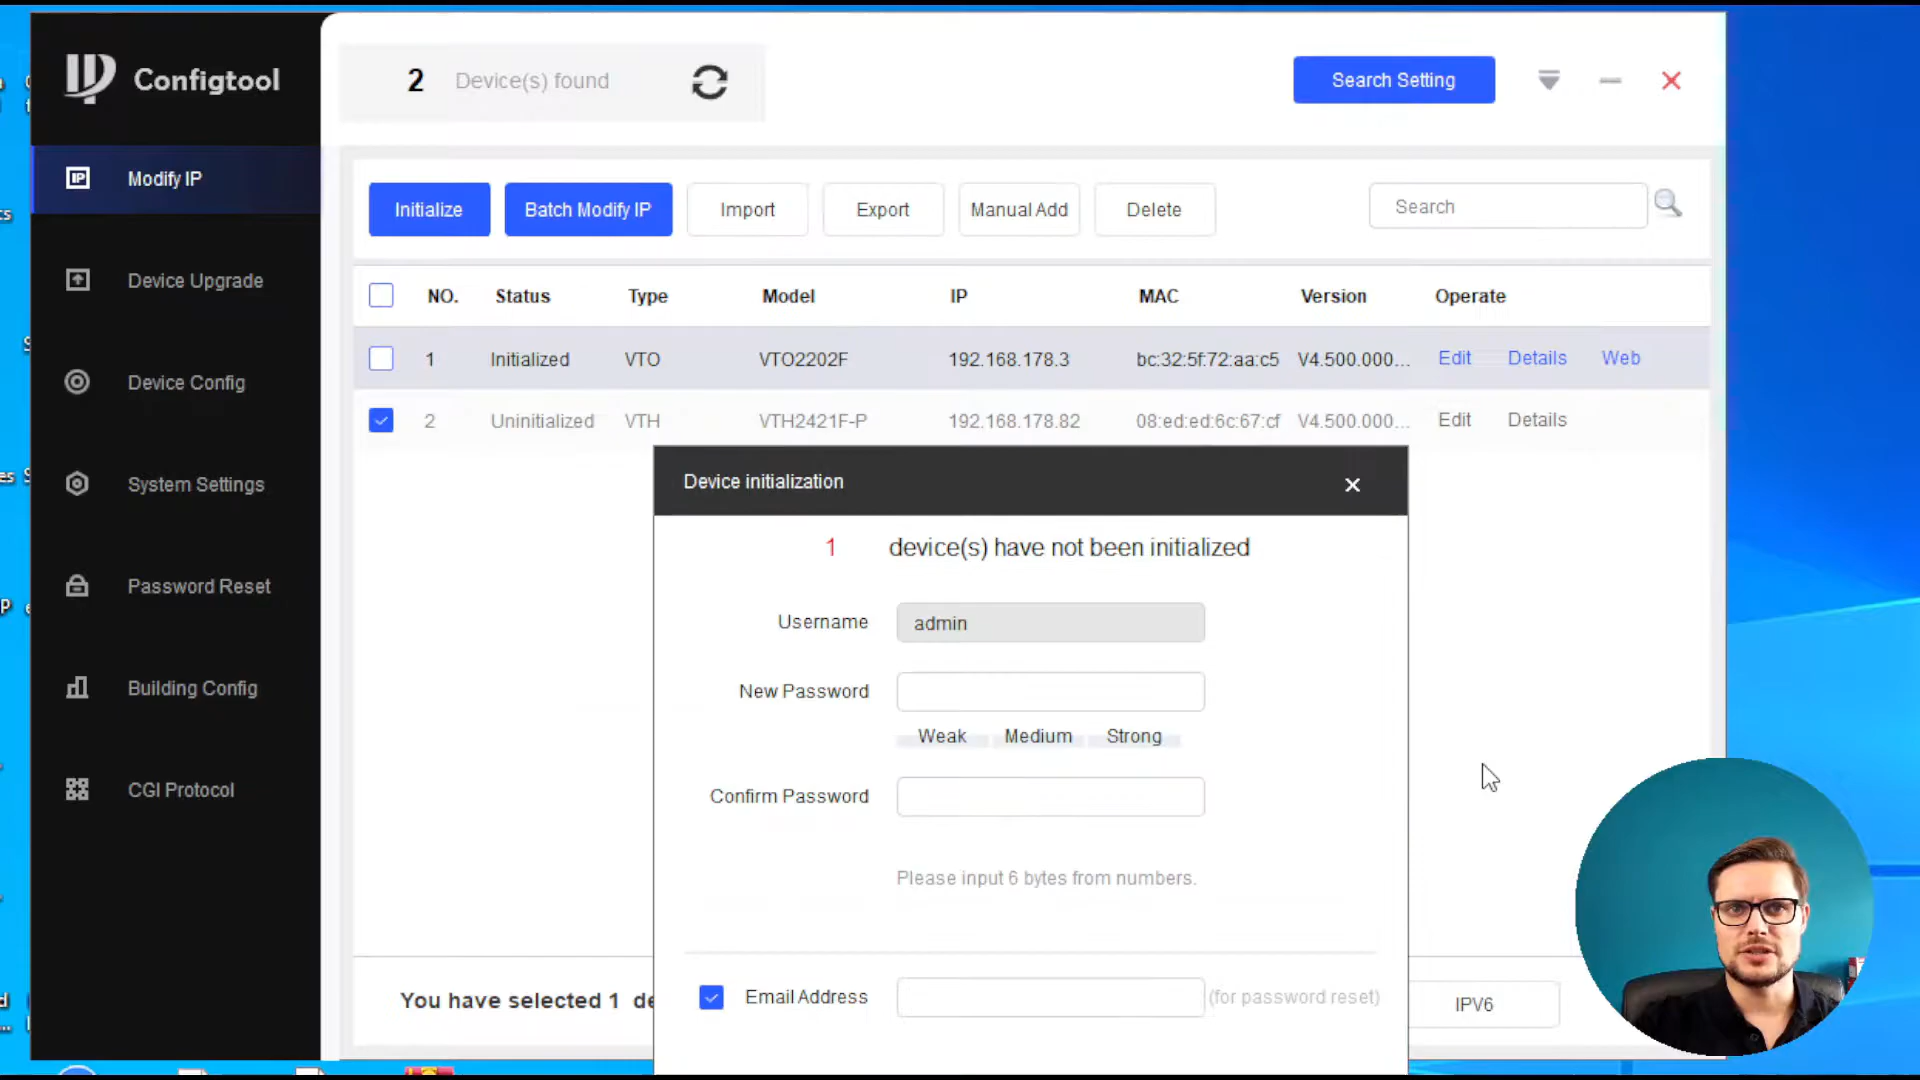 Configtool
2 Device(s) found
Search Setting
Modify IP
Device Upgrade
Device Config
System Settings
Password Reset
Building Config
CGI Protocol
Initialize Batch Modify IP Import Export Manual Add Delete Search
NO. Status Type Model IP MAC Version Operate
1 Initialized VTO VTO2202F 192.168.178.3 bc:32:5f:72:aa:c5 V4.500.000... Edit Details Web
2 Uninitialized VTH VTH2421F-P 192.168.178.82 08:ed:ed:6c:67:cf V4.500.000... Edit Details
Device initialization
1 device(s) have not been initialized
Username admin
New Password
Weak Medium Strong
Confirm Password
Please input 6 bytes from numbers.
Email Address (for password reset)
You have selected 1 de
IPV6